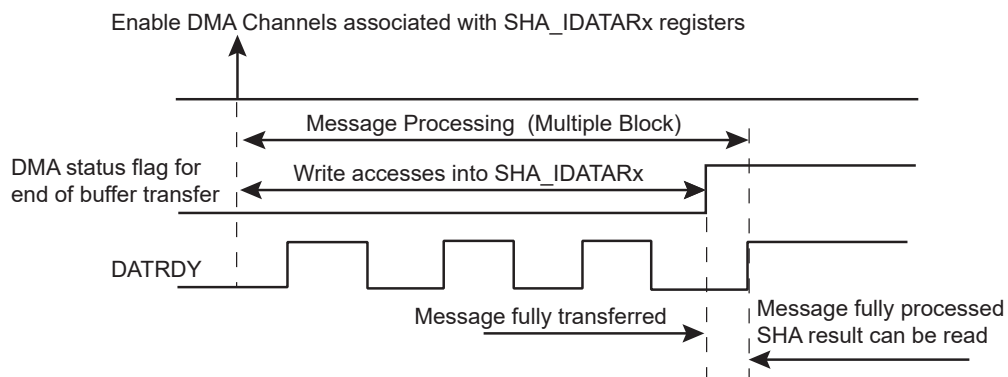 Enable DMA Channels associated with SHA_IDATARx registers
Message Processing (Multiple Block)
DMA status flag for
end of buffer transfer
Write accesses into SHA_IDATARx
DATRDY
Message fully transferred
Message fully processed
SHA result can be read